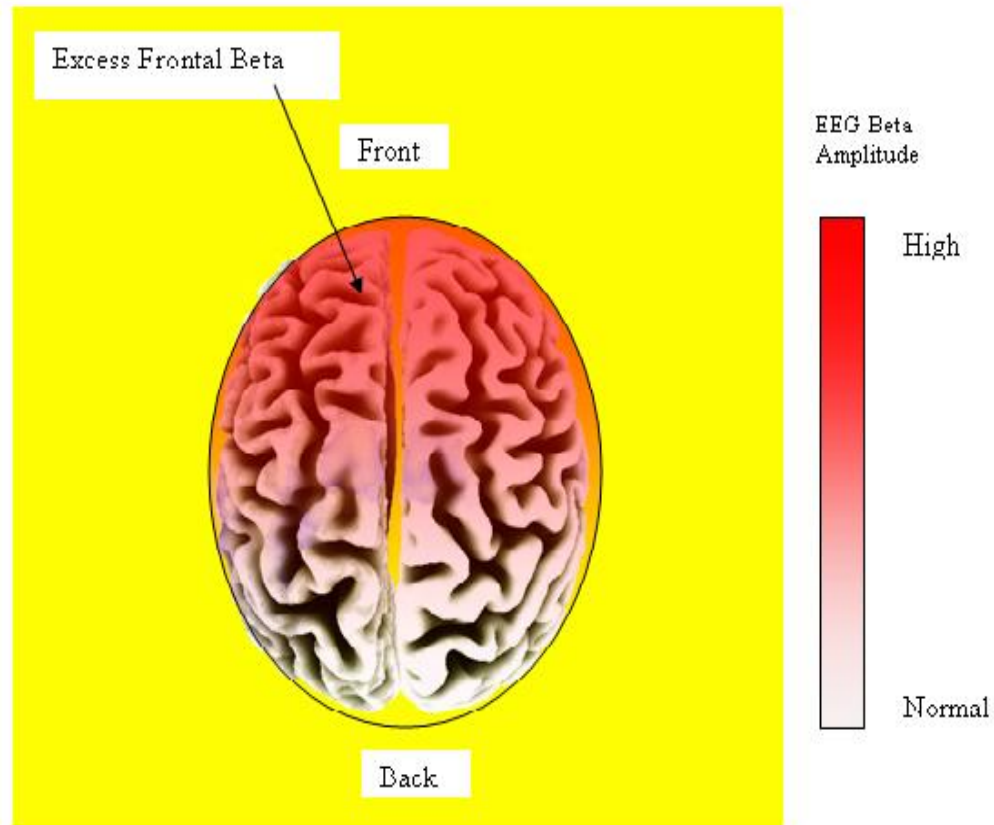 Excess Frontal Beta
Front
EEG Beta
Amplitude
High
Normal
Back